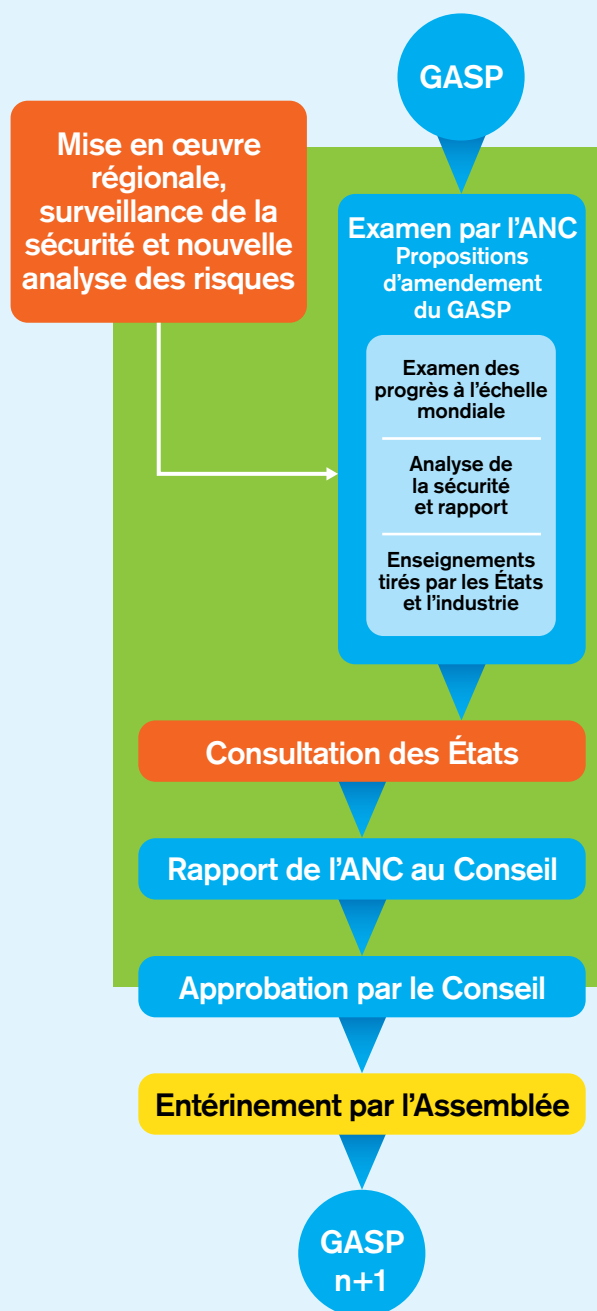 GASP
Mise en œuvre
régionale,
surveillance de la
sécurité et nouvelle
analyse des risques
Examen par l'ANC
Propositions
d'amendement
du GASP
Examen des
progrès à l'échelle
mondiale
Analyse de
la sécurité
et rapport
Enseignements
tirés par les États
et l'industrie
Consultation des États
Rapport de l'ANC au Conseil
Approbation par le Conseil
Entérinement par l'Assemblée
GASP
n+1